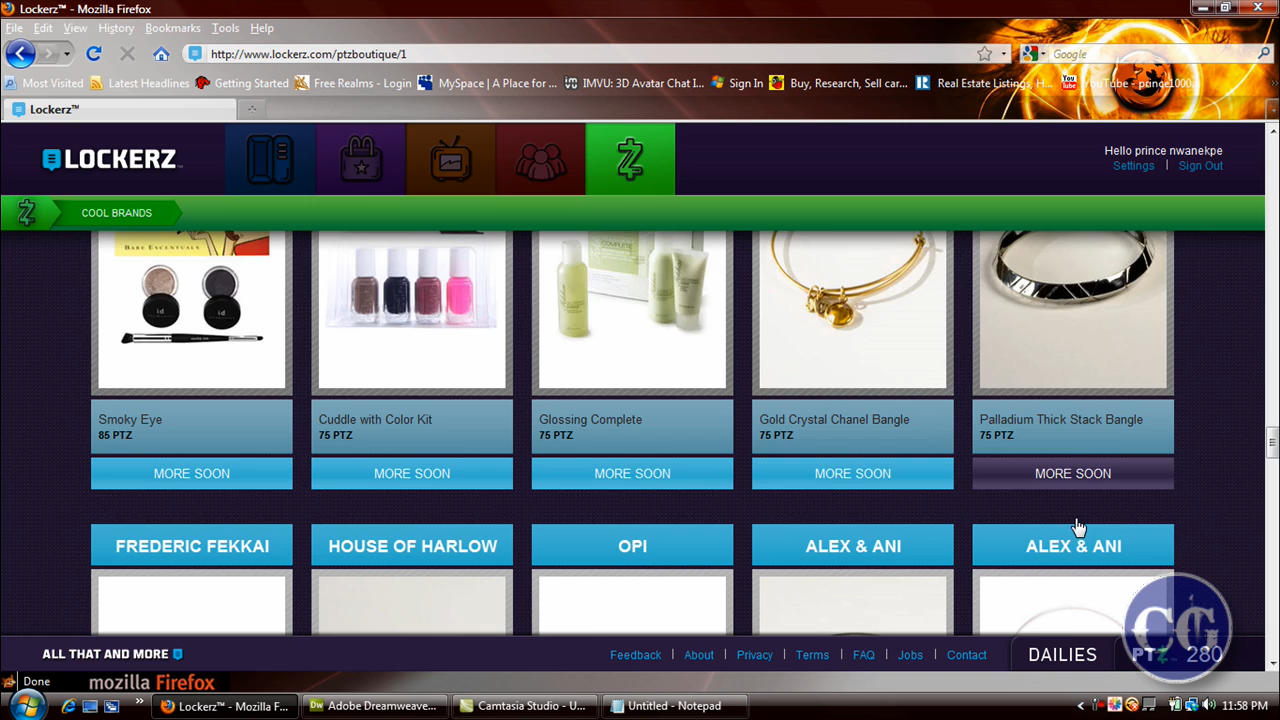 Lockerz™ - Mozilla Firefox
File Edit View History Bookmarks Tools Help
http://www.lockerz.com/ptzboutique/1
Google
Most Visited Latest Headlines Getting Started Free Realms - Login MySpace | A Place for ... IMVU: 3D Avatar Chat I... Sign In Buy, Research, Sell car... Real Estate Listings, H... YouTube - prince1000...
Lockerz™
LOCKERZ
Hello prince nwanekpe
Settings | Sign Out
COOL BRANDS
BARE ESCENTUALS
COMPLETE
id id
Smoky Eye Cuddle with Color Kit Glossing Complete Gold Crystal Chanel Bangle Palladium Thick Stack Bangle
85 PTZ 75 PTZ 75 PTZ 75 PTZ 75 PTZ
MORE SOON MORE SOON MORE SOON MORE SOON MORE SOON
FREDERIC FEKKAI HOUSE OF HARLOW OPI ALEX & ANI ALEX & ANI
CG
ALL THAT AND MORE Feedback | About | Privacy | Terms | FAQ | Jobs | Contact DAILIES PTZ 280
Done mozilla Firefox
Lockerz™ - Mozilla F... Adobe Dreamweave... Camtasia Studio - U... Untitled - Notepad 11:58 PM